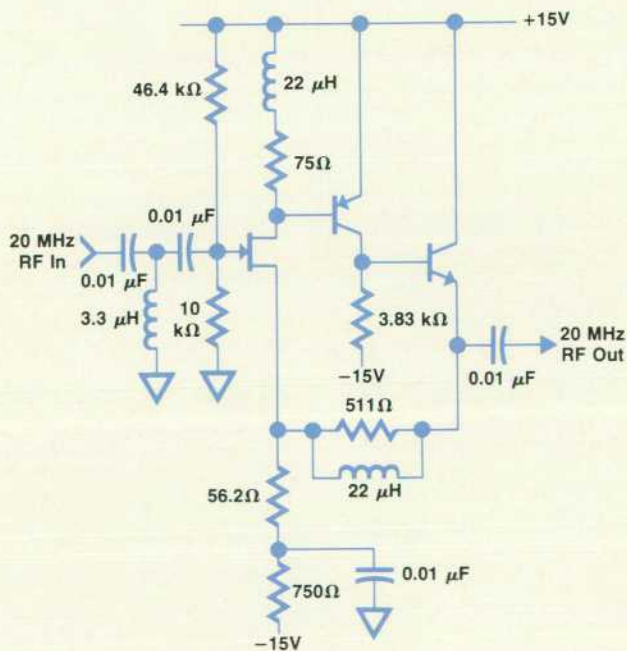 +15V
46.4 kΩ
22 μH
75Ω
0.01 μF
20 MHz
RF In
0.01 μF
3.3 μH
10
kΩ
3.83 kΩ
−15V
20 MHz
RF Out
0.01 μF
511Ω
22 μH
56.2Ω
0.01 μF
750Ω
−15V